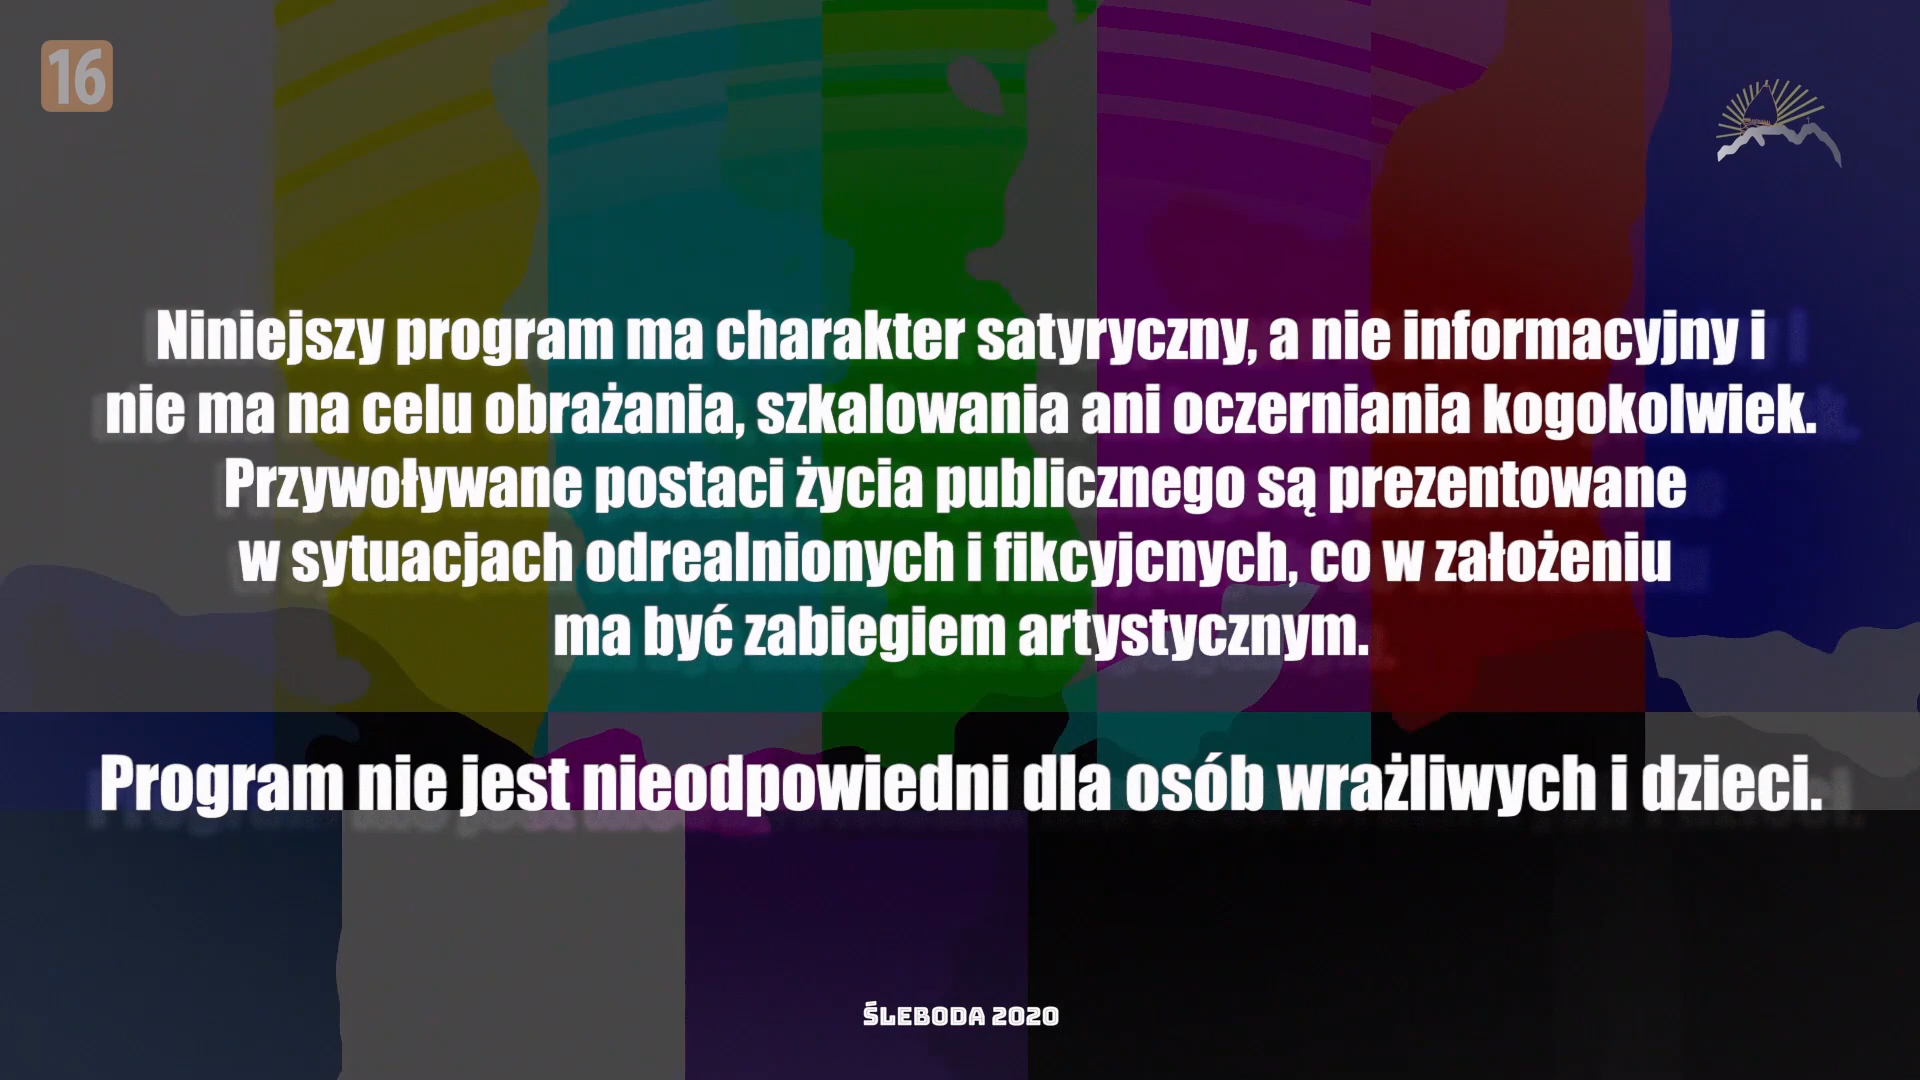 16
Niniejszy program ma charakter satyryczny, a nie informacyjny i
nie ma na celu obrażania, szkalowania ani oczerniania kogokolwiek.
Przywoływane postaci życia publicznego są prezentowane
w sytuacjach odrealnionych i fikcyjcnych, co w założeniu
ma być zabiegiem artystycznym.
Program nie jest nieodpowiedni dla osób wrażliwych i dzieci.
ŚLEBODA 2020